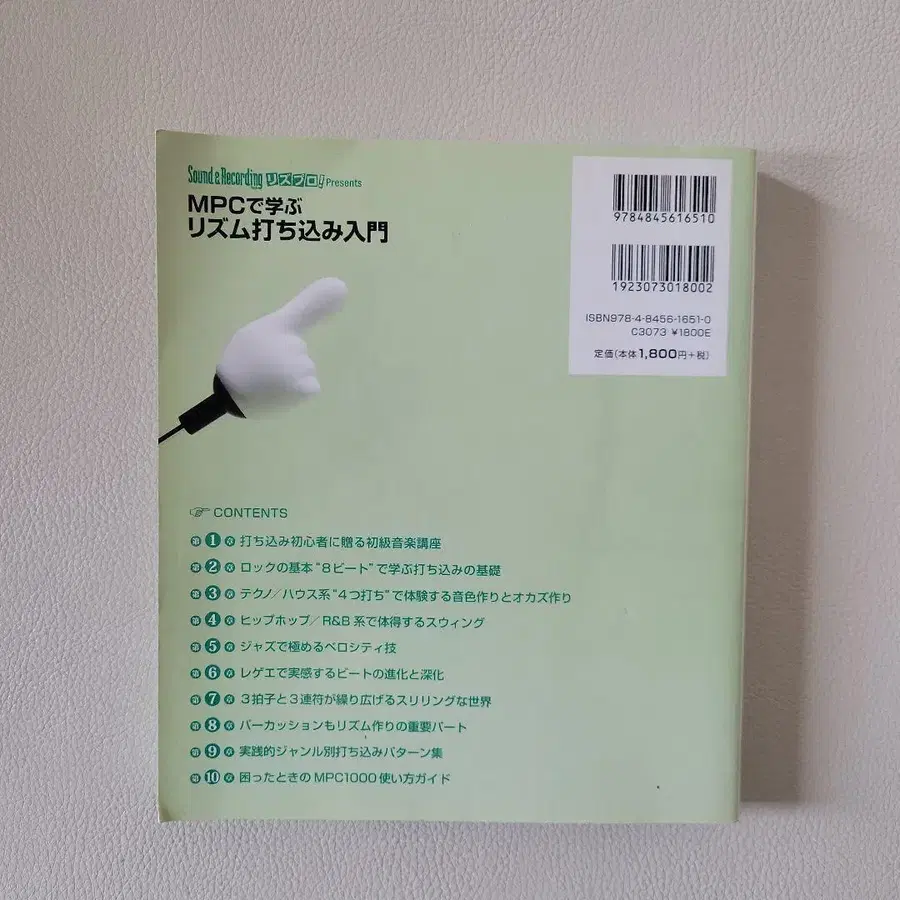 Sound & Recording リズプロ! Presents
MPCで学ぶ
リズム打ち込み入門
9784845616510
1923073018002
ISBN978-4-8456-1651-0
C3073 ¥1800E
定価(本体1,800円+税)
CONTENTS
第1章 打ち込み初心者に贈る初級音楽講座
第2章 ロックの基本“8ビート”で学ぶ打ち込みの基礎
第3章 テクノ/ハウス系“4つ打ち”で体験する音色作りとオカズ作り
第4章 ヒップホップ/R&B系で体得するスウィング
第5章 ジャズで極めるベロシティ技
第6章 レゲエで実感するビートの進化と深化
第7章 3拍子と3連符が繰り広げるスリリングな世界
第8章 パーカッションもリズム作りの重要パート
第9章 実践的ジャンル別打ち込みパターン集
第10章 困ったときのMPC1000使い方ガイド